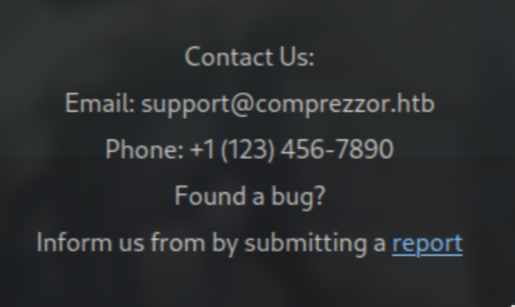 Contact Us:
Email: support@comprezzor.htb
Phone: +1 (123) 456-7890
Found a bug?
Inform us from by submitting a report